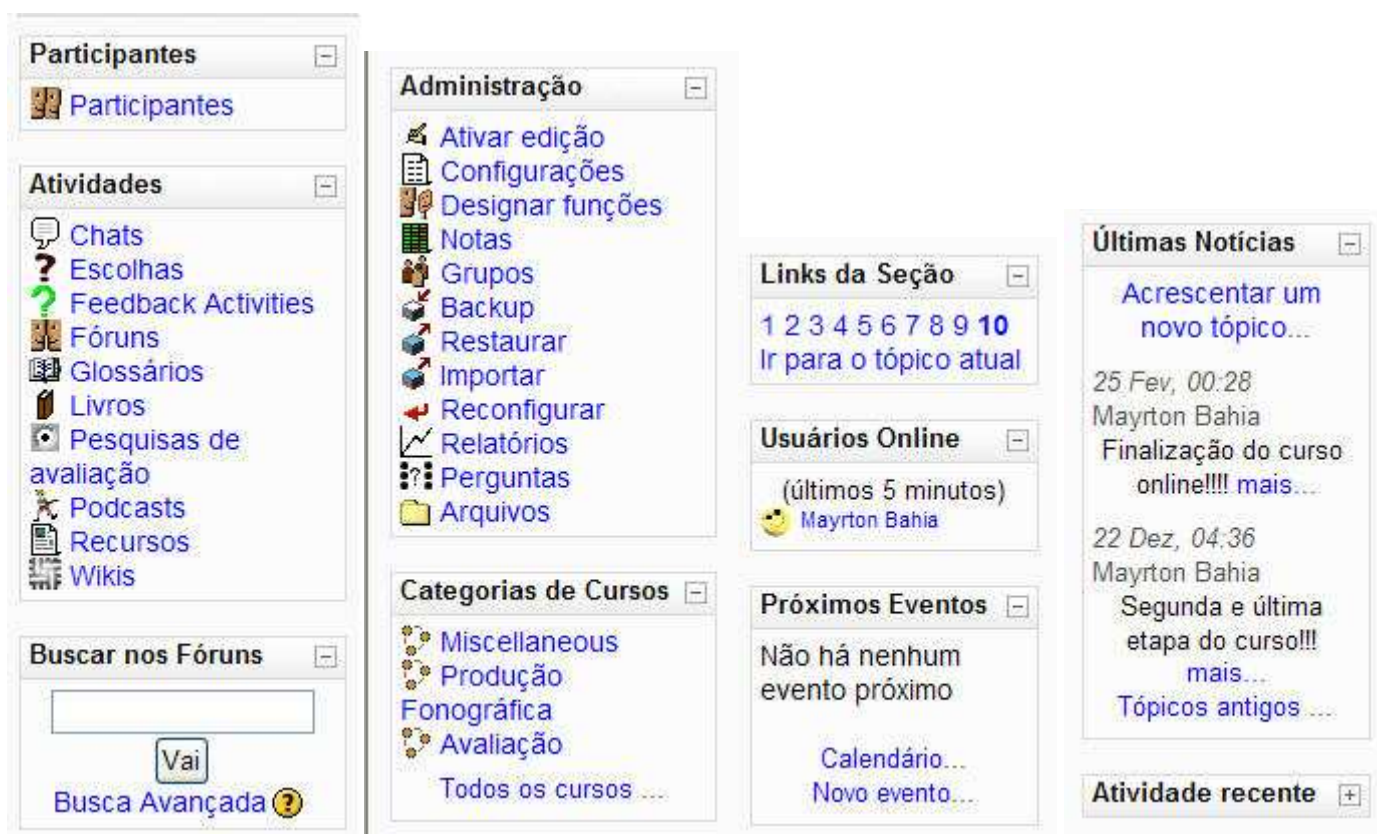 Participantes
Participantes
Atividades
Chats
Escolhas
Feedback Activities
Fóruns
Glossários
Livros
Pesquisas de
avaliação
Podcasts
Recursos
Wikis
Buscar nos Fóruns
Vai
Busca Avançada ?
Administração
Ativar edição
Configurações
Designar funções
Notas
Grupos
Backup
Restaurar
Importar
Reconfigurar
Relatórios
Perguntas
Arquivos
Categorias de Cursos
Miscellaneous
Produção
Fonográfica
Avaliação
Todos os cursos ...
Links da Seção
1 2 3 4 5 6 7 8 9 10
Ir para o tópico atual
Usuários Online
(últimos 5 minutos)
Mayrton Bahia
Próximos Eventos
Não há nenhum
evento próximo
Calendário...
Novo evento...
Últimas Notícias
Acrescentar um
novo tópico...
25 Fev, 00:28
Mayrton Bahia
Finalização do curso
online!!!! mais...
22 Dez, 04:36
Mayrton Bahia
Segunda e última
etapa do curso!!!
mais...
Tópicos antigos ...
Atividade recente